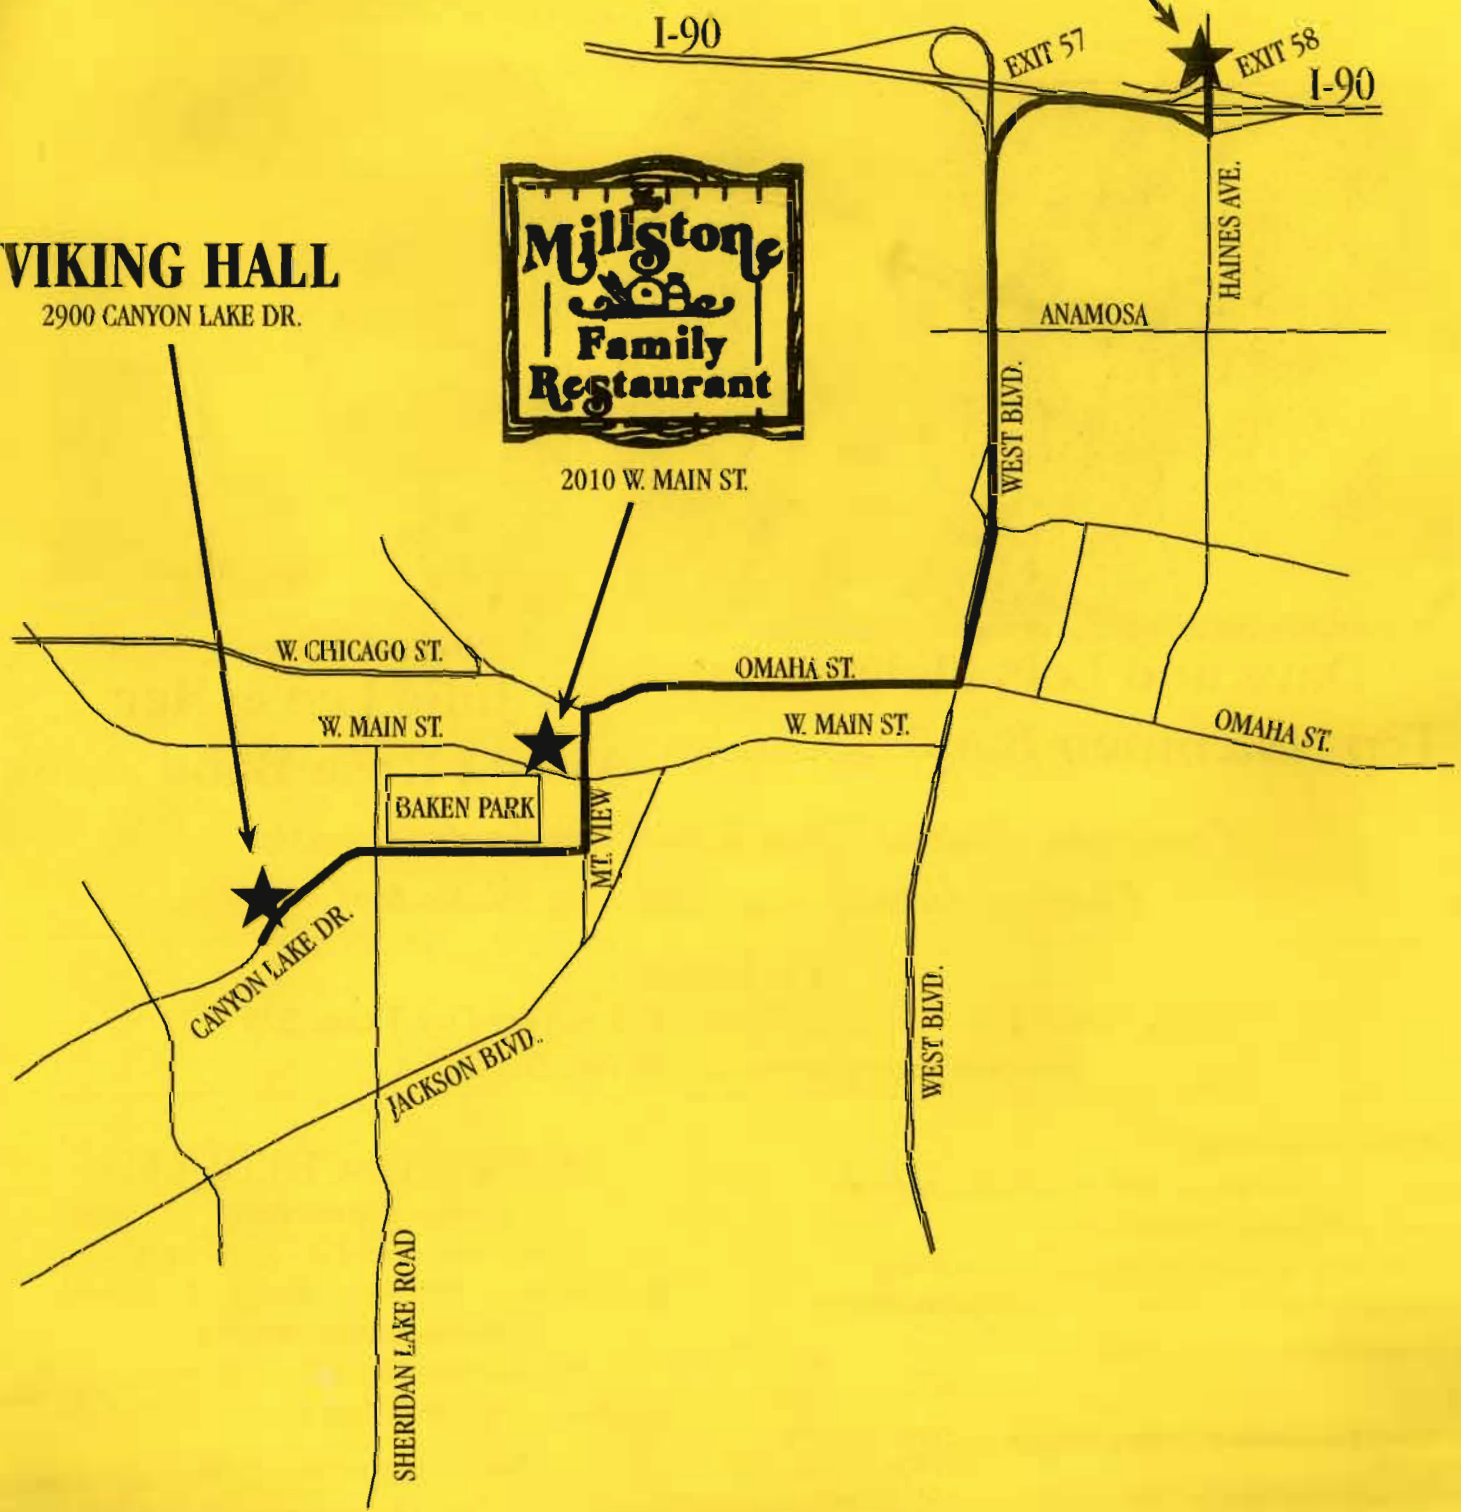 I-90
EXIT 57
EXIT 58
I-90
HAINES AVE.
Millstone
Family
Restaurant
VIKING HALL
2900 CANYON LAKE DR.
ANAMOSA
WEST BLVD.
2010 W. MAIN ST.
W. CHICAGO ST.
OMAHA ST.
W. MAIN ST.
W. MAIN ST.
OMAHA ST.
BAKEN PARK
MT. VIEW
CANYON LAKE DR.
JACKSON BLVD.
WEST BLVD.
SHERIDAN LAKE ROAD